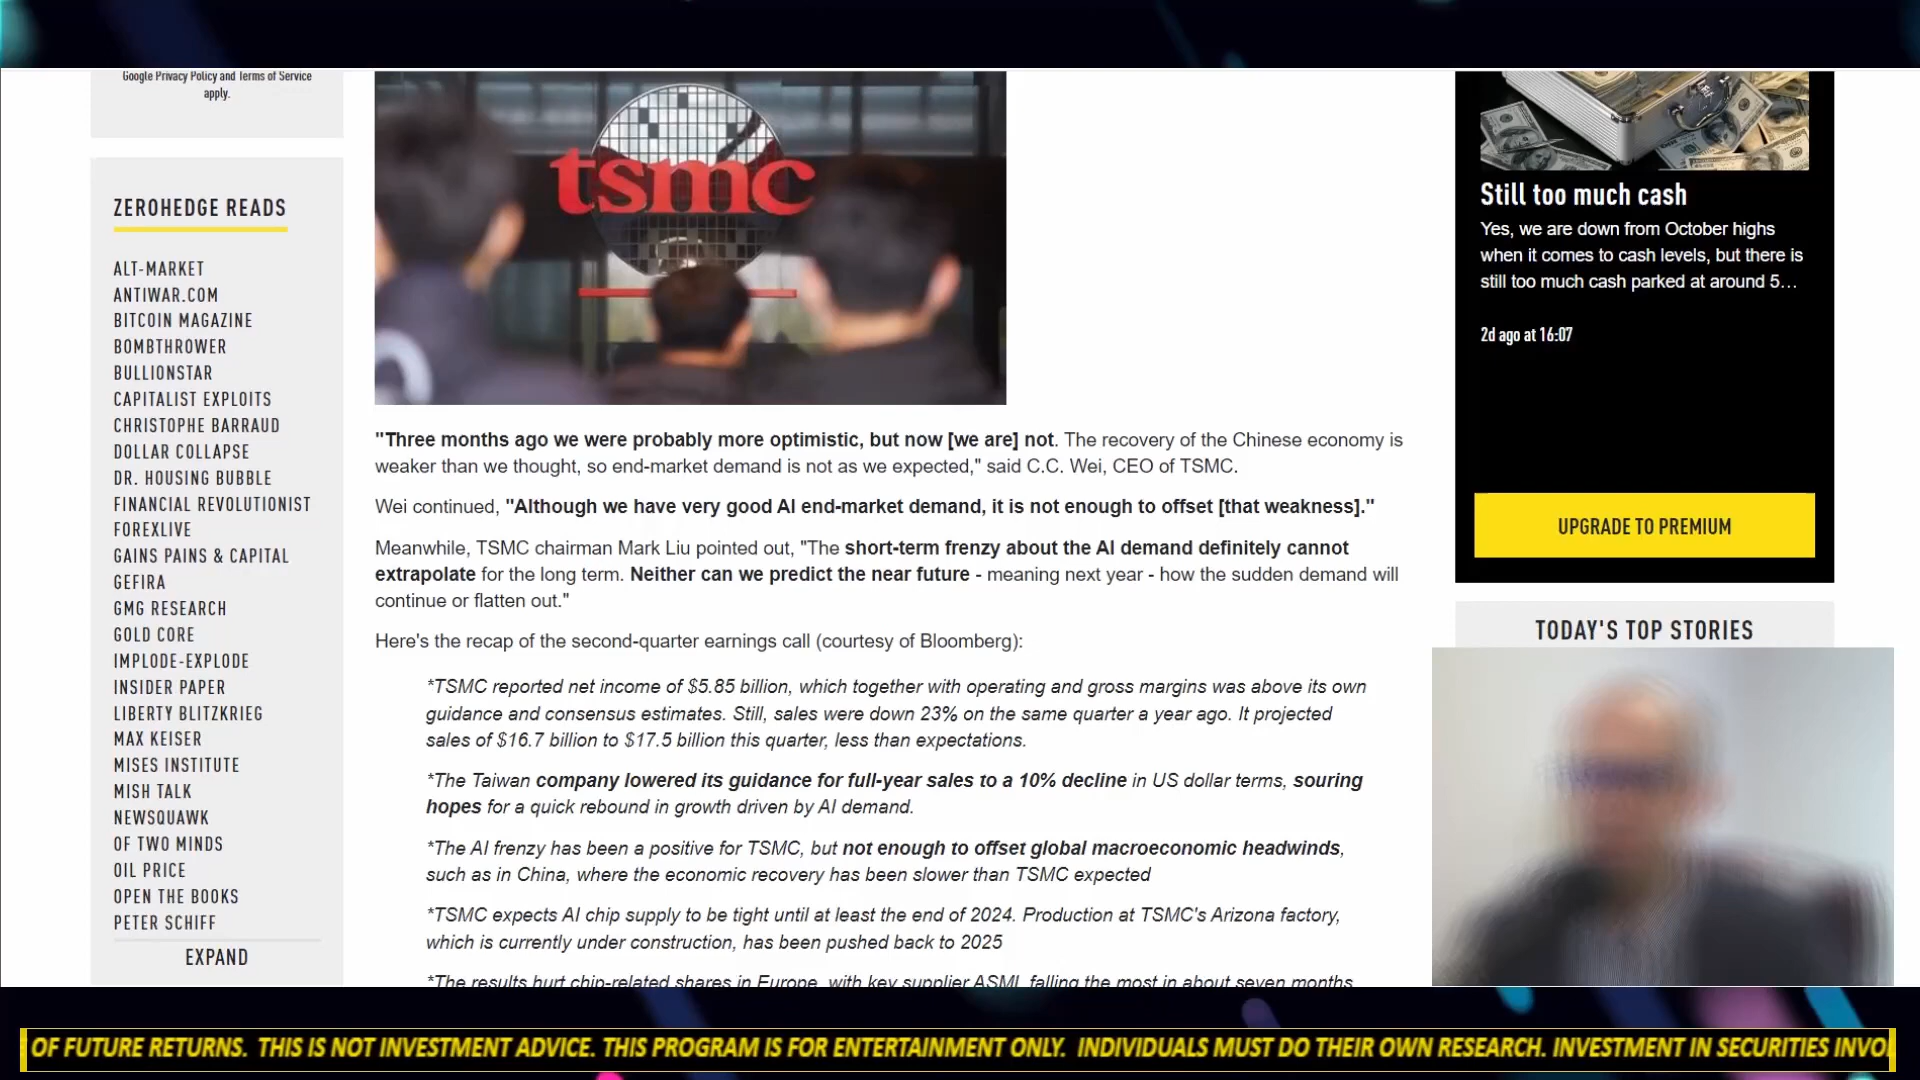 Google Privacy Policy and Terms of Service
apply.
ZEROHEDGE READS
ALT-MARKET
ANTIWAR.COM
BITCOIN MAGAZINE
BOMBTHROWER
BULLIONSTAR
CAPITALIST EXPLOITS
CHRISTOPHE BARRAUD
DOLLAR COLLAPSE
DR. HOUSING BUBBLE
FINANCIAL REVOLUTIONIST
FOREXLIVE
GAINS PAINS & CAPITAL
GEFIRA
GMG RESEARCH
GOLD CORE
IMPLODE-EXPLODE
INSIDER PAPER
LIBERTY BLITZKRIEG
MAX KEISER
MISES INSTITUTE
MISH TALK
NEWSQUAWK
OF TWO MINDS
OIL PRICE
OPEN THE BOOKS
PETER SCHIFF
EXPAND
tsmc
"Three months ago we were probably more optimistic, but now [we are] not. The recovery of the Chinese economy is
weaker than we thought, so end-market demand is not as we expected," said C.C. Wei, CEO of TSMC.
Wei continued, "Although we have very good AI end-market demand, it is not enough to offset [that weakness]."
Meanwhile, TSMC chairman Mark Liu pointed out, "The short-term frenzy about the AI demand definitely cannot
extrapolate for the long term. Neither can we predict the near future - meaning next year - how the sudden demand will
continue or flatten out."
Here's the recap of the second-quarter earnings call (courtesy of Bloomberg):
*TSMC reported net income of $5.85 billion, which together with operating and gross margins was above its own
guidance and consensus estimates. Still, sales were down 23% on the same quarter a year ago. It projected
sales of $16.7 billion to $17.5 billion this quarter, less than expectations.
*The Taiwan company lowered its guidance for full-year sales to a 10% decline in US dollar terms, souring
hopes for a quick rebound in growth driven by AI demand.
*The AI frenzy has been a positive for TSMC, but not enough to offset global macroeconomic headwinds,
such as in China, where the economic recovery has been slower than TSMC expected
*TSMC expects AI chip supply to be tight until at least the end of 2024. Production at TSMC's Arizona factory,
which is currently under construction, has been pushed back to 2025
*The results hurt chip-related shares in Europe, with key supplier ASML falling the most in about seven months
Still too much cash
Yes, we are down from October highs
when it comes to cash levels, but there is
still too much cash parked at around 5...
2d ago at 16:07
UPGRADE TO PREMIUM
TODAY'S TOP STORIES
OF FUTURE RETURNS. THIS IS NOT INVESTMENT ADVICE. THIS PROGRAM IS FOR ENTERTAINMENT ONLY. INDIVIDUALS MUST DO THEIR OWN RESEARCH. INVESTMENT IN SECURITIES INVO